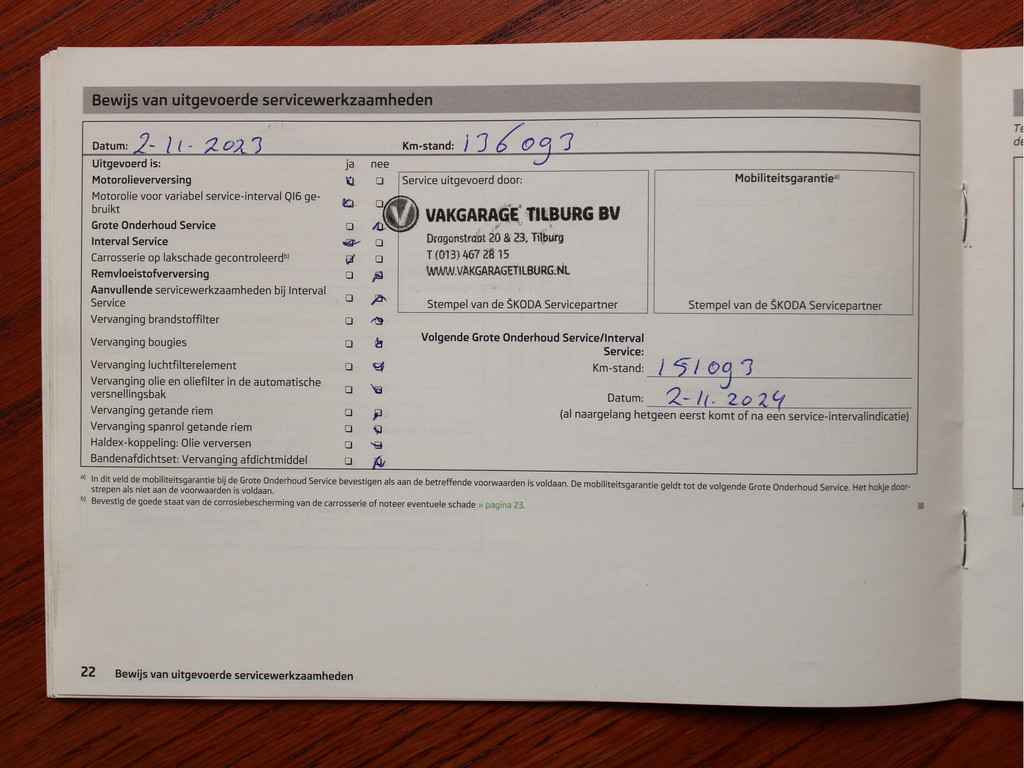 Bewijs van uitgevoerde servicewerkzaamheden
Datum: 2-11-2023 Km-stand: 136093
Uitgevoerd is: ja nee
Motorolieverversing
Motorolie voor variabel service-interval QI6 ge-
bruikt
Grote Onderhoud Service
Interval Service
Carrosserie op lakschade gecontroleerd b)
Remvloeistofverversing
Aanvullende servicewerkzaamheden bij Interval
Service
Vervanging brandstoffilter
Vervanging bougies
Vervanging luchtfilterelement
Vervanging olie en oliefilter in de automatische
versnellingsbak
Vervanging getande riem
Vervanging spanrol getande riem
Haldex-koppeling: Olie verversen
Bandenafdichtset: Vervanging afdichtmiddel
Service uitgevoerd door:
V VAKGARAGE TILBURG BV
Dragonstraat 20 & 23, Tilburg
T (013) 467 28 15
WWW.VAKGARAGETILBURG.NL
Stempel van de ŠKODA Servicepartner
Mobiliteitsgarantie a)
Stempel van de ŠKODA Servicepartner
Volgende Grote Onderhoud Service/Interval
Service:
Km-stand: 151093
Datum: 2-11-2024
(al naargelang hetgeen eerst komt of na een service-intervalindicatie)
a) In dit veld de mobiliteitsgarantie bij de Grote Onderhoud Service bevestigen als aan de betreffende voorwaarden is voldaan. De mobiliteitsgarantie geldt tot de volgende Grote Onderhoud Service. Het hokje door-
strepen als niet aan de voorwaarden is voldaan.
b) Bevestig de goede staat van de corrosiebescherming van de carrosserie of noteer eventuele schade » pagina 23.
22 Bewijs van uitgevoerde servicewerkzaamheden